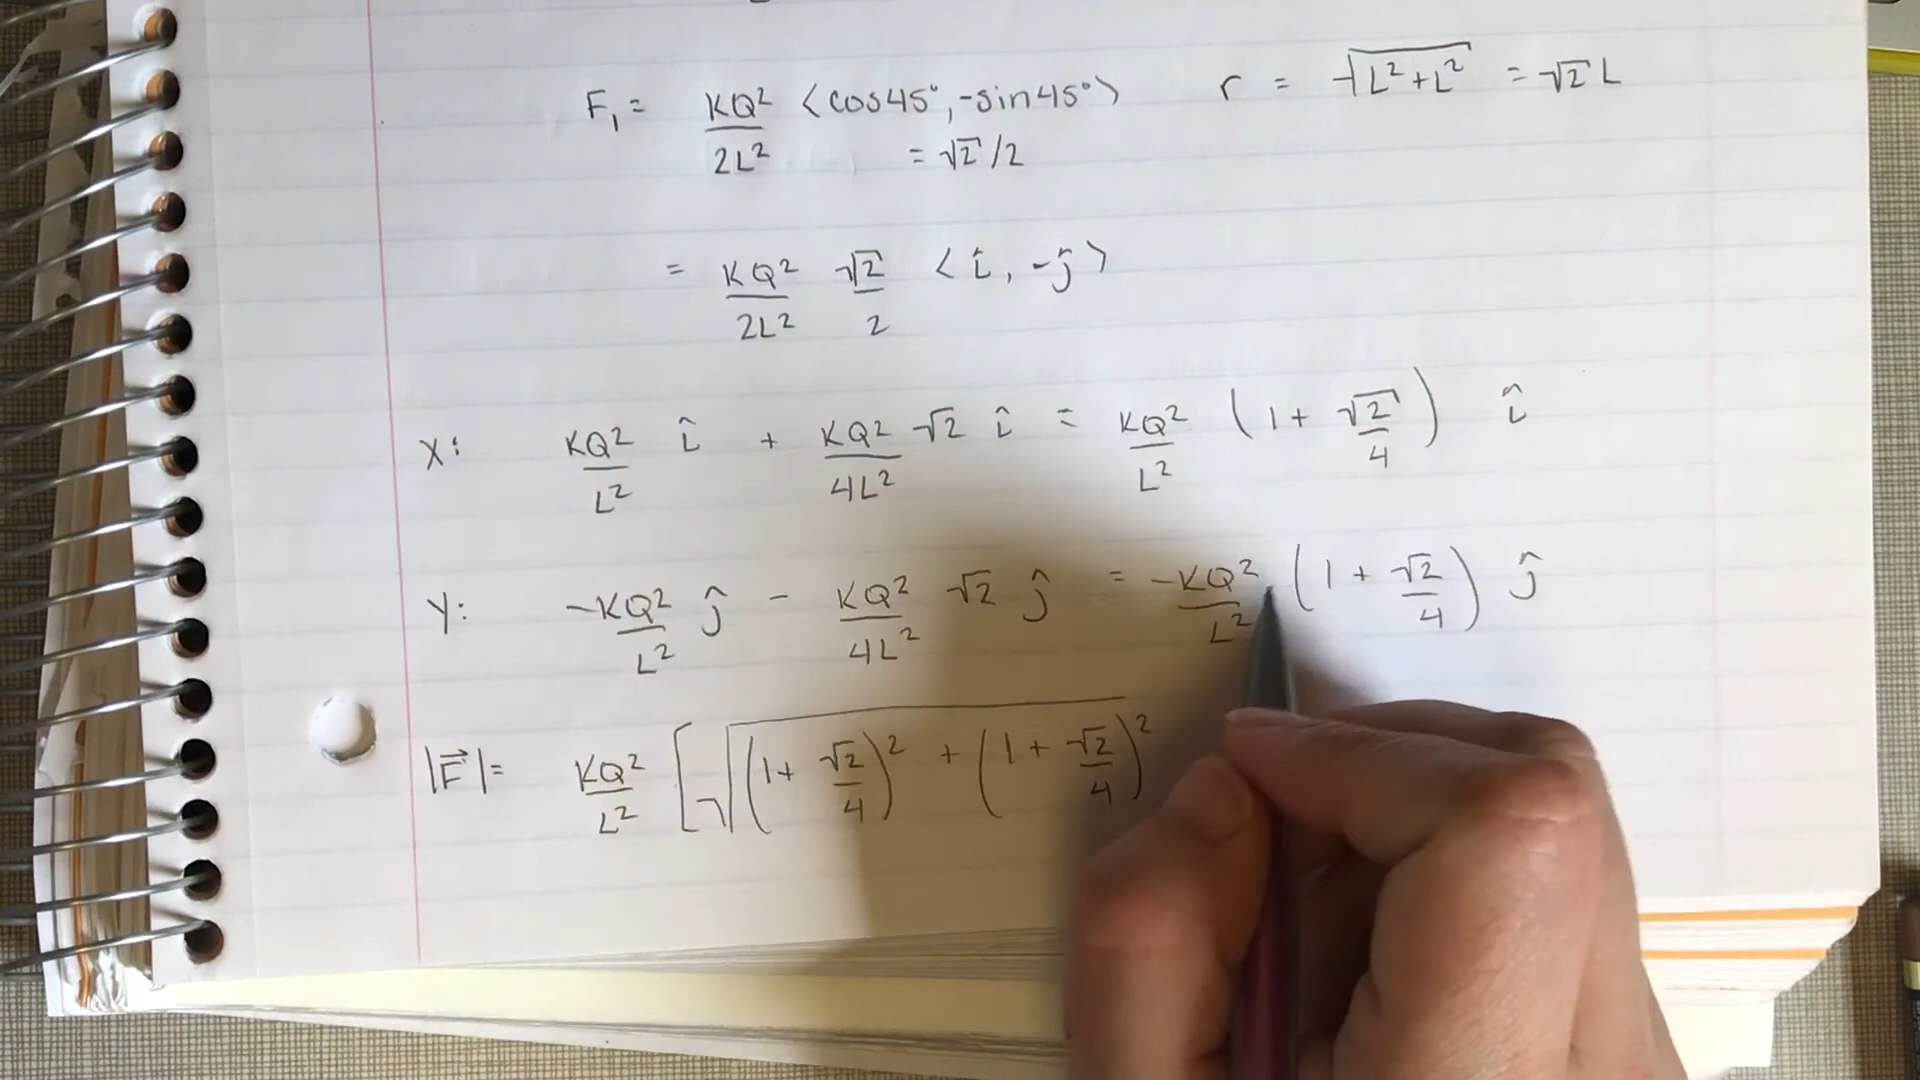 F₁ = KQ²/2L² ⟨cos45°, -sin45°⟩ r = √(L²+L²) = √2 L
= √2/2
= KQ²/2L² √2/2 ⟨î, -ĵ⟩
X: KQ²/L² î + KQ²/4L² √2 î = KQ²/L² (1 + √2/4) î
Y: -KQ²/L² ĵ - KQ²/4L² √2 ĵ = -KQ²/L² (1 + √2/4) ĵ
|F⃗| = KQ²/L² [√((1+ √2/4)² + (1 + √2/4)²)